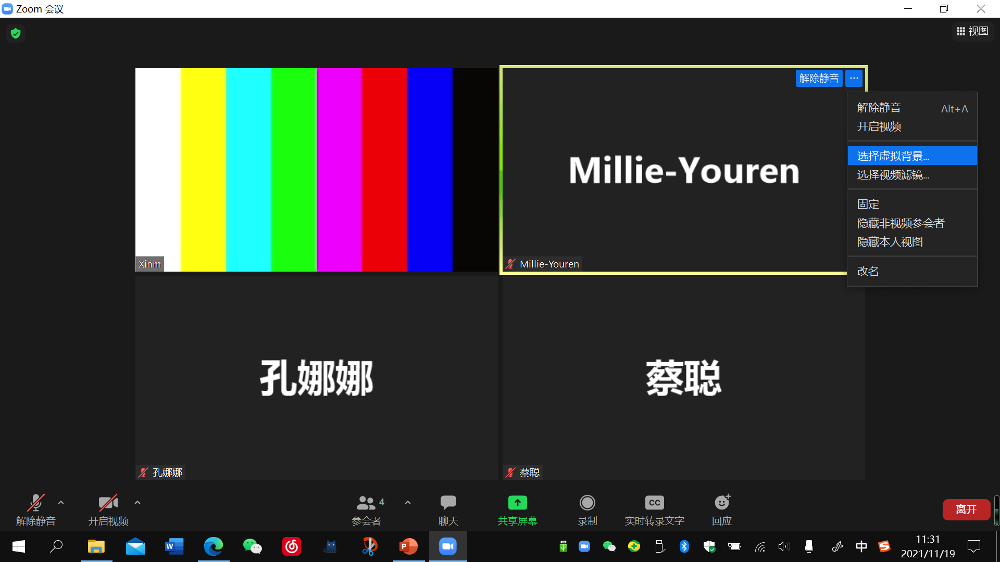 Zoom 会议
视图
解除静音 ...
解除静音 Alt+A
开启视频
选择虚拟背景...
选择视频滤镜...
固定
隐藏非视频参会者
隐藏本人视图
改名
Millie-Youren
Xinm
Millie-Youren
孔娜娜
蔡聪
孔娜娜
蔡聪
4
CC
解除静音
开启视频
参会者
聊天
共享屏幕
录制
实时转录文字
回应
离开
W
P
中
S
11:31
2021/11/19